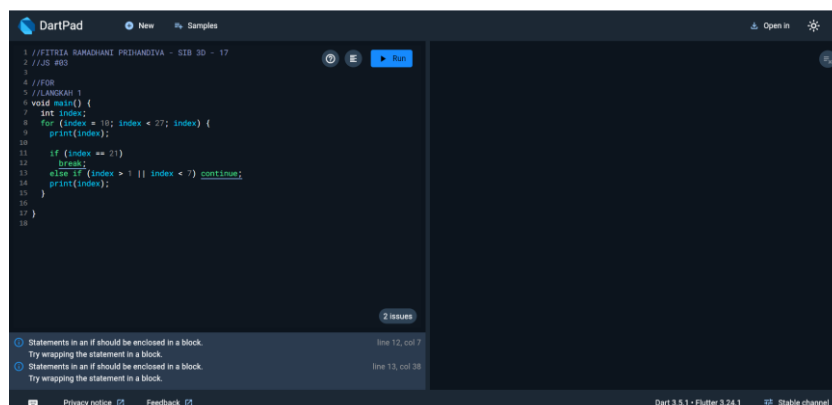 DartPad
New
Samples
Open in
Run
1 //FITRIA RAMADHANI PRIHANDIVA - SIB 3D - 17
2 //JS #03
3
4 //FOR
5 //LANGKAH 1
6 void main() {
7 int index;
8 for (index = 10; index < 27; index) {
9 print(index);
10
11 if (index == 21)
12 break;
13 else if (index > 1 || index < 7) continue;
14 print(index);
15 }
16
17 }
18
2 issues
Statements in an if should be enclosed in a block. line 12, col 7
Try wrapping the statement in a block.
Statements in an if should be enclosed in a block. line 13, col 38
Try wrapping the statement in a block.
Privacy notice Feedback Dart 3.5.1 • Flutter 3.24.1 Stable channel